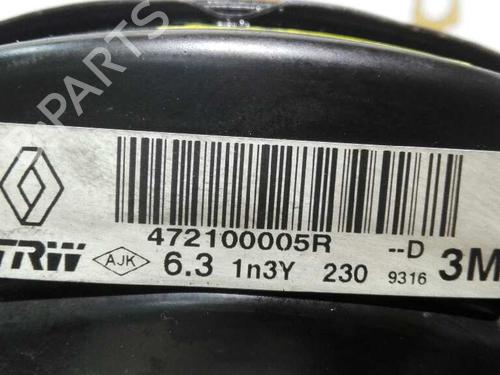 472100005R --D
TRW AJK 6.3 1n3Y 230 9316 3M
B-PARTS